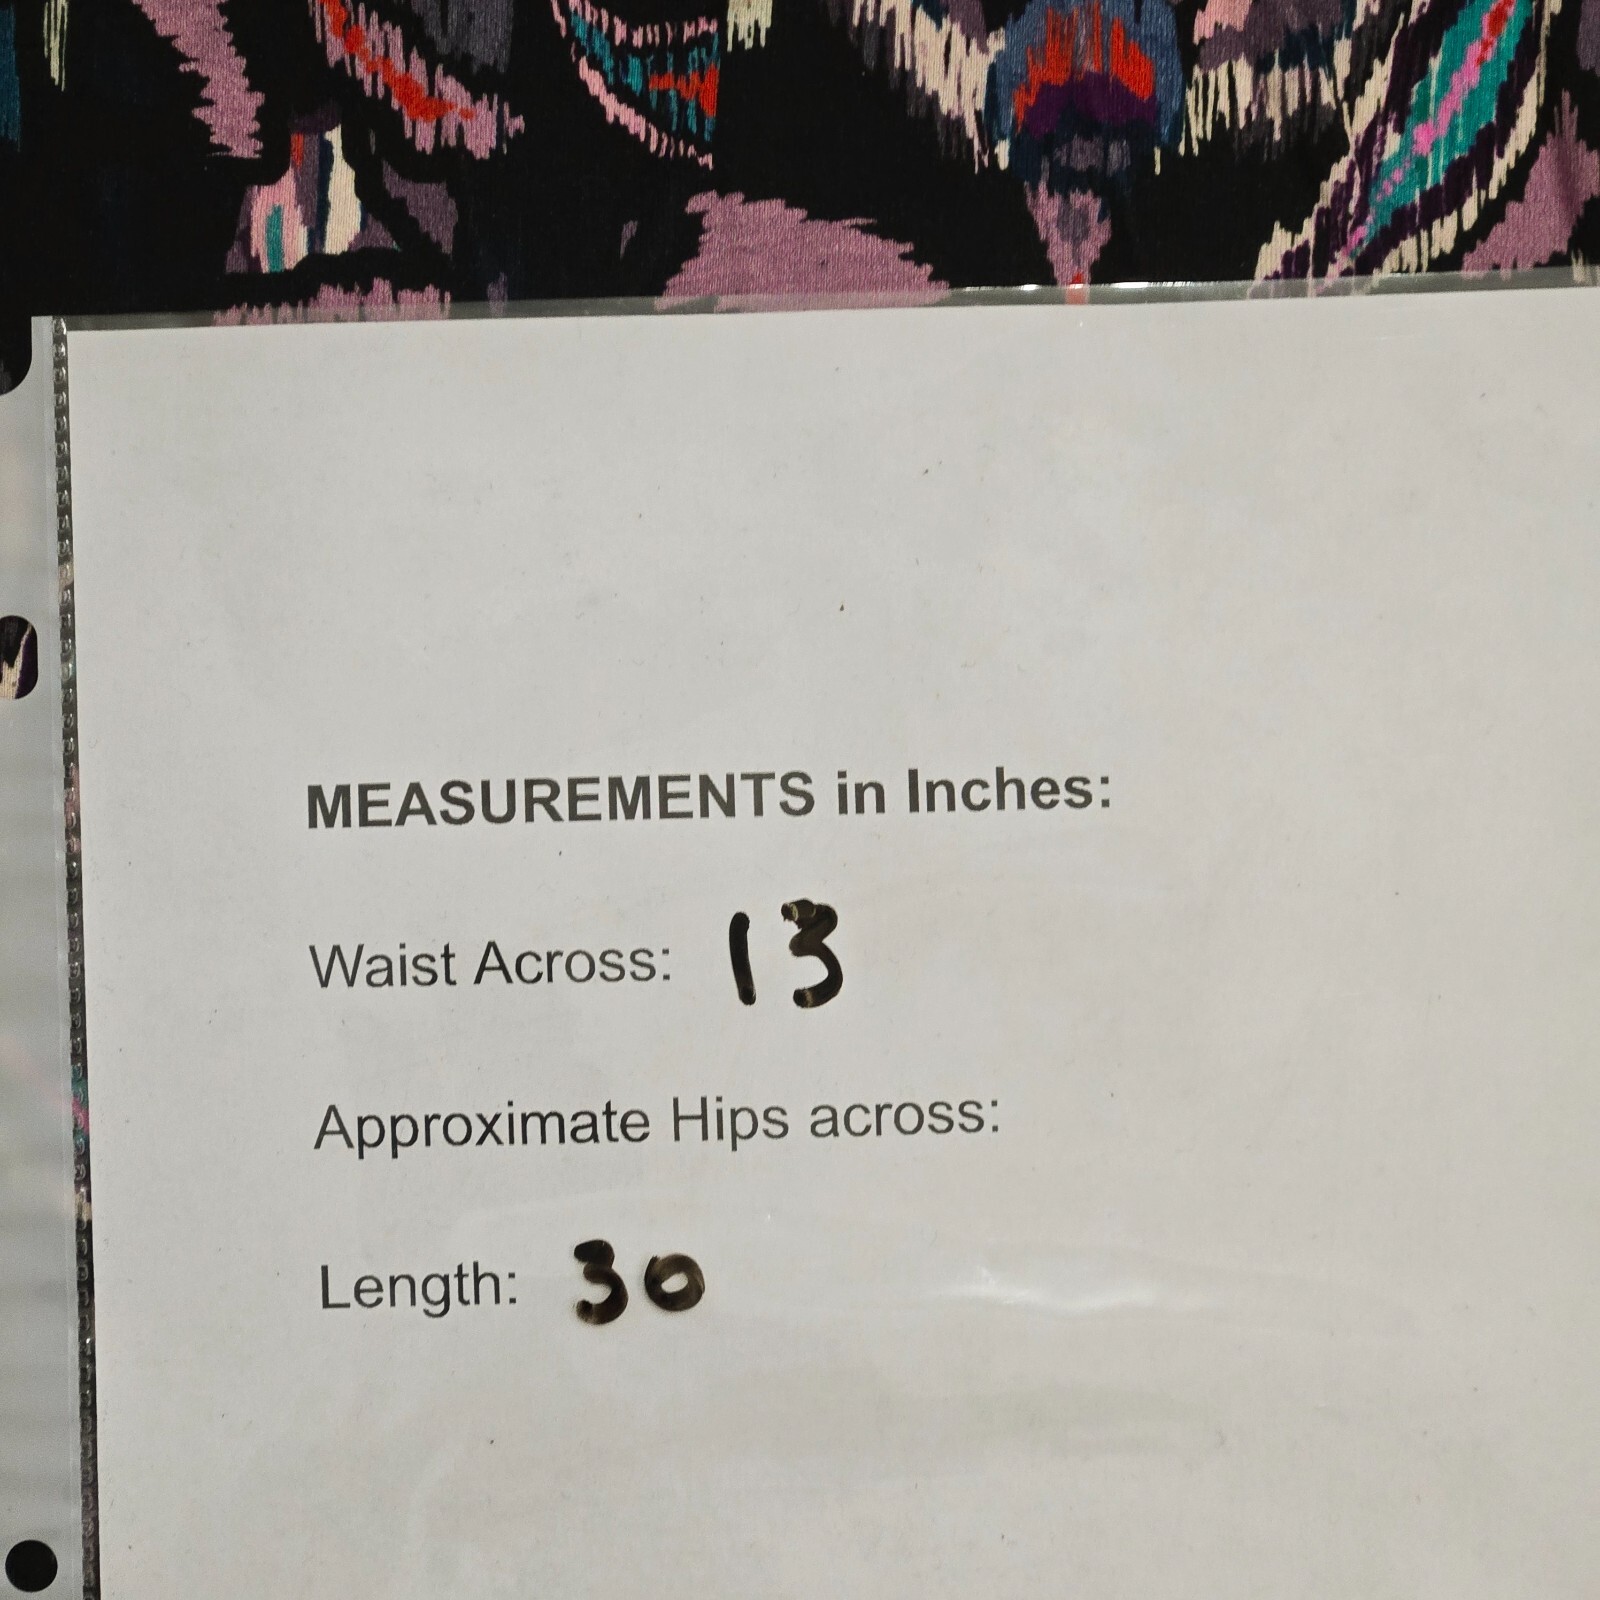 MEASUREMENTS in Inches:
Waist Across: 13
Approximate Hips across:
Length: 30